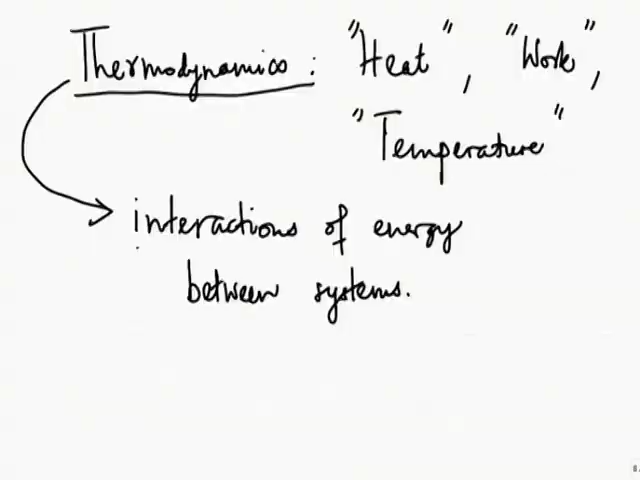 Thermodynamics : "Heat", "Work",
"Temperature"
interactions of energy
between systems.